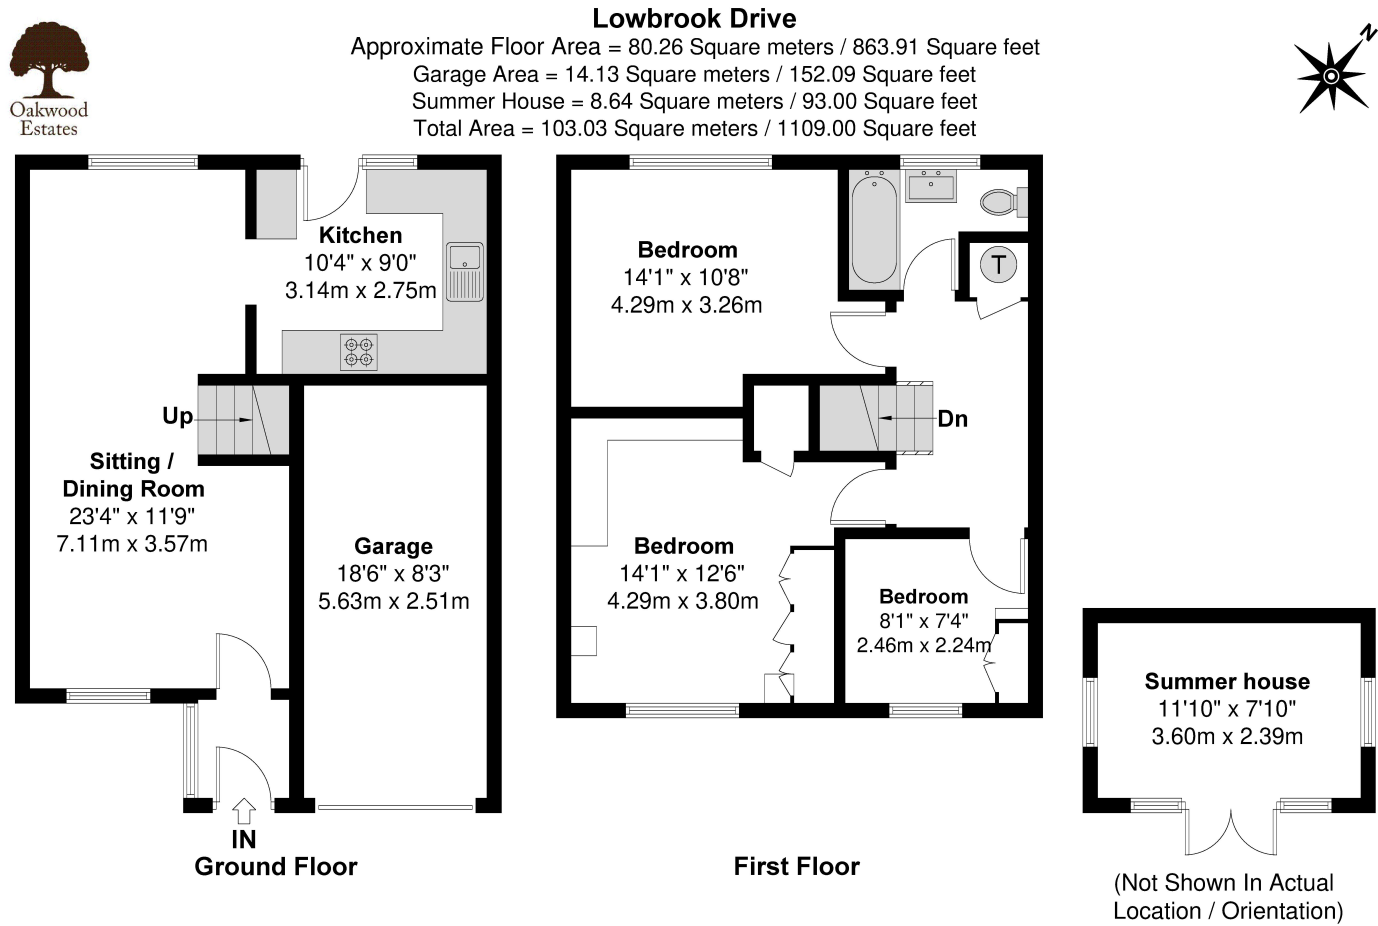 Lowbrook Drive
Approximate Floor Area = 80.26 Square meters / 863.91 Square feet
Garage Area = 14.13 Square meters / 152.09 Square feet
Summer House = 8.64 Square meters / 93.00 Square feet
Total Area = 103.03 Square meters / 1109.00 Square feet
Oakwood
Estates
N
Kitchen
10'4" x 9'0"
3.14m x 2.75m
Up
Sitting /
Dining Room
23'4" x 11'9"
7.11m x 3.57m
Garage
18'6" x 8'3"
5.63m x 2.51m
IN
Ground Floor
Bedroom
14'1" x 10'8"
4.29m x 3.26m
T
Dn
Bedroom
14'1" x 12'6"
4.29m x 3.80m
Bedroom
8'1" x 7'4"
2.46m x 2.24m
First Floor
Summer house
11'10" x 7'10"
3.60m x 2.39m
(Not Shown In Actual
Location / Orientation)